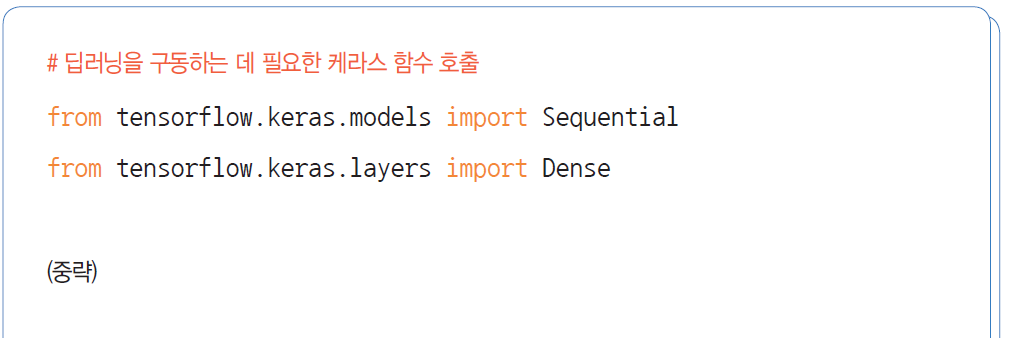 # 딥러닝을 구동하는 데 필요한 케라스 함수 호출
from tensorflow.keras.models import Sequential
from tensorflow.keras.layers import Dense
(중략)